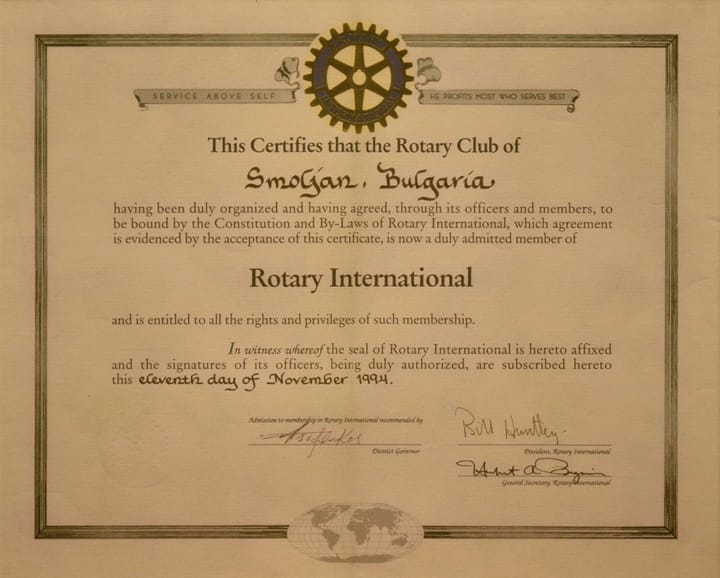 SERVICE ABOVE SELF
HE PROFITS MOST WHO SERVES BEST
This Certifies that the Rotary Club of
Smoljan, Bulgaria
having been duly organized and having agreed, through its officers and members, to
be bound by the Constitution and By-Laws of Rotary International, which agreement
is evidenced by the acceptance of this certificate, is now a duly admitted member of
Rotary International
and is entitled to all the rights and privileges of such membership.
In witness whereof the seal of Rotary International is hereto affixed
and the signatures of its officers, being duly authorized, are subscribed hereto
this eleventh day of November 1994.
Admission to membership in Rotary International recommended by
District Governor
Bill Huntley
President, Rotary International
General Secretary, Rotary International